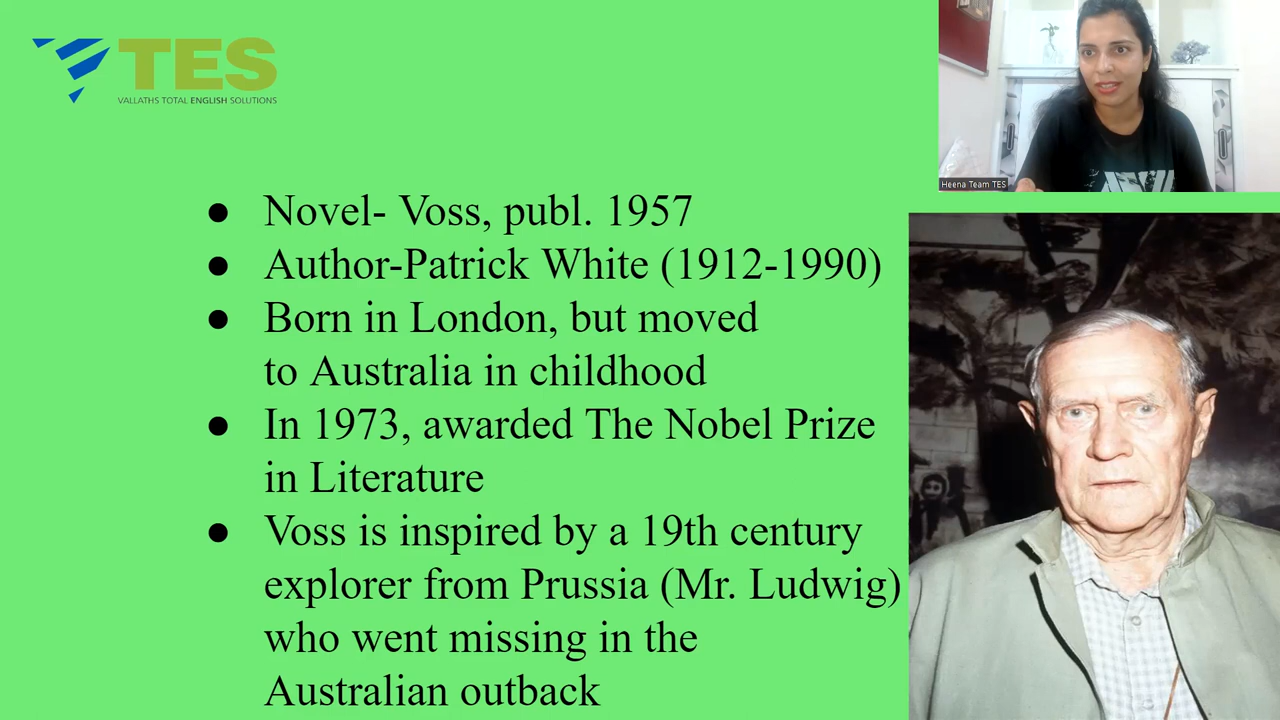 TES
VALLATHS TOTAL ENGLISH SOLUTIONS
Heena Team TES
● Novel- Voss, publ. 1957
● Author-Patrick White (1912-1990)
● Born in London, but moved
to Australia in childhood
● In 1973, awarded The Nobel Prize
in Literature
● Voss is inspired by a 19th century
explorer from Prussia (Mr. Ludwig)
who went missing in the
Australian outback